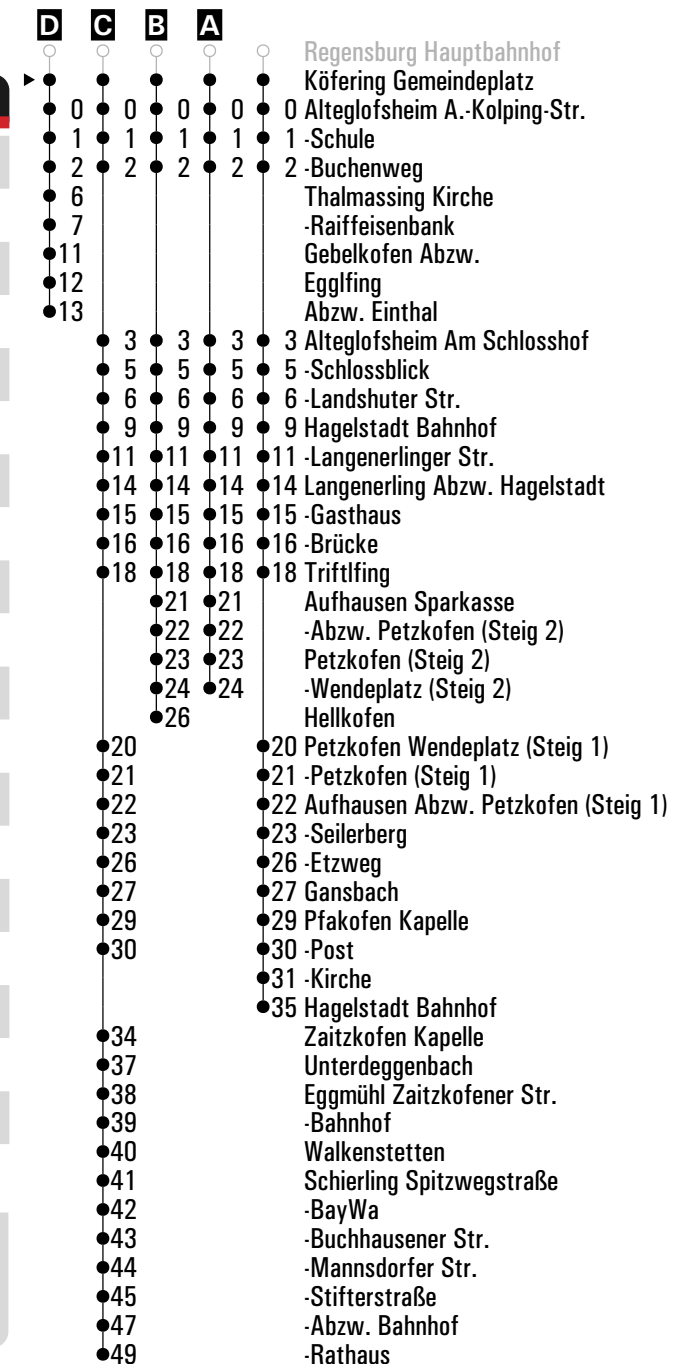 D C B A
Regensburg Hauptbahnhof
Köfering Gemeindeplatz
0 0 0 0 0 Alteglofsheim A.-Kolping-Str.
1 1 1 1 1 -Schule
2 2 2 2 2 -Buchenweg
6 Thalmassing Kirche
7 -Raiffeisenbank
11 Gebelkofen Abzw.
12 Egglfing
13 Abzw. Einthal
3 3 3 3 Alteglofsheim Am Schlosshof
5 5 5 5 -Schlossblick
6 6 6 6 -Landshuter Str.
9 9 9 9 Hagelstadt Bahnhof
11 11 11 11 -Langenerlinger Str.
14 14 14 14 Langenerling Abzw. Hagelstadt
15 15 15 15 -Gasthaus
16 16 16 16 -Brücke
18 18 18 18 Triftlfing
21 21 Aufhausen Sparkasse
22 22 -Abzw. Petzkofen (Steig 2)
23 23 Petzkofen (Steig 2)
24 24 -Wendeplatz (Steig 2)
26 Hellkofen
20 20 Petzkofen Wendeplatz (Steig 1)
21 21 -Petzkofen (Steig 1)
22 22 Aufhausen Abzw. Petzkofen (Steig 1)
23 23 -Seilerberg
26 26 -Etzweg
27 27 Gansbach
29 29 Pfakofen Kapelle
30 30 -Post
31 -Kirche
35 Hagelstadt Bahnhof
34 Zaitzkofen Kapelle
37 Unterdeggenbach
38 Eggmühl Zaitzkofener Str.
39 -Bahnhof
40 Walkenstetten
41 Schierling Spitzwegstraße
42 -BayWa
43 -Buchhausener Str.
44 -Mannsdorfer Str.
45 -Stifterstraße
47 -Abzw. Bahnhof
49 -Rathaus